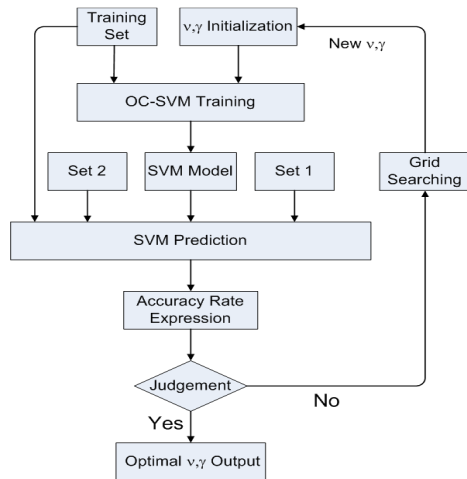 Training
Set
ν,γ Initialization
New ν,γ
OC-SVM Training
Set 2
SVM Model
Set 1
Grid
Searching
SVM Prediction
Accuracy Rate
Expression
Judgement
No
Yes
Optimal ν,γ Output